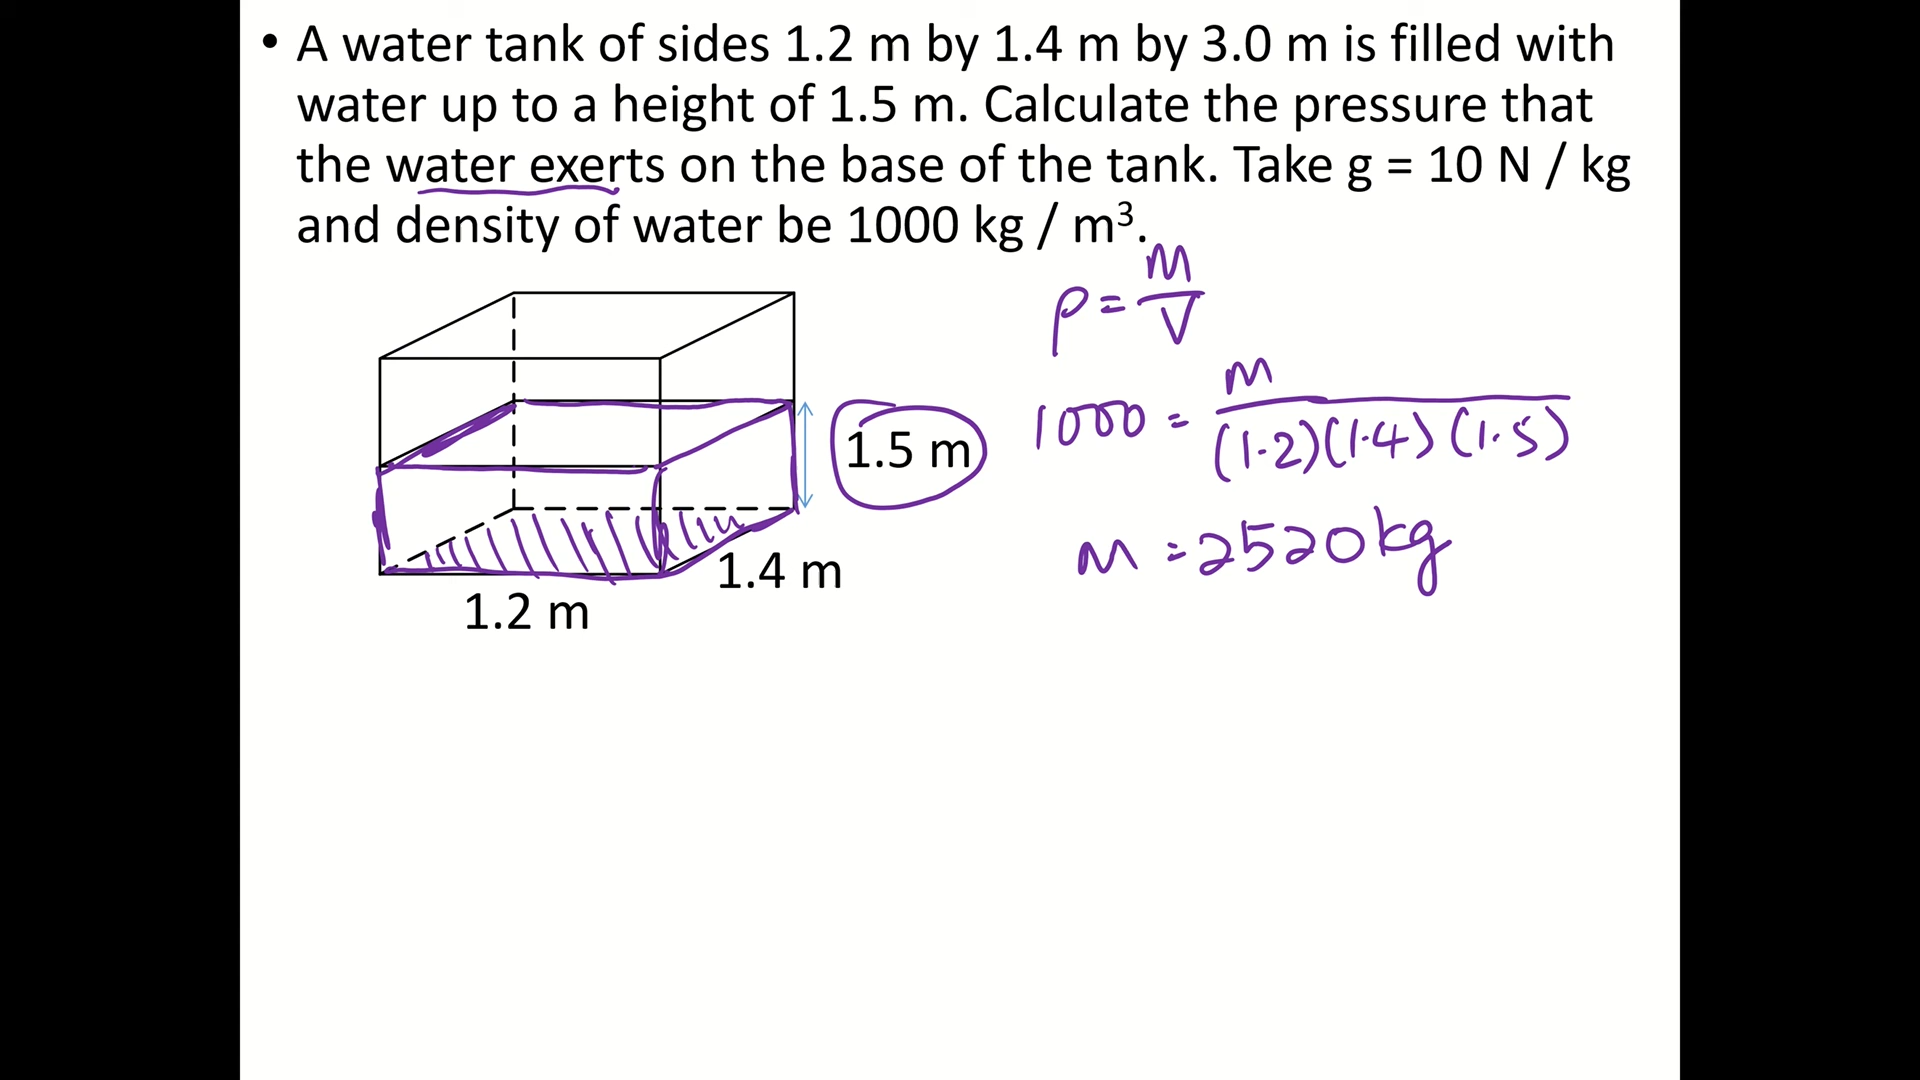 • A water tank of sides 1.2 m by 1.4 m by 3.0 m is filled with
water up to a height of 1.5 m. Calculate the pressure that
the water exerts on the base of the tank. Take g = 10 N / kg
and density of water be 1000 kg / m³.
ρ = m/V
1000 = m/(1.2)(1.4)(1.5)
1.5 m
m = 2520 kg
1.4 m
1.2 m